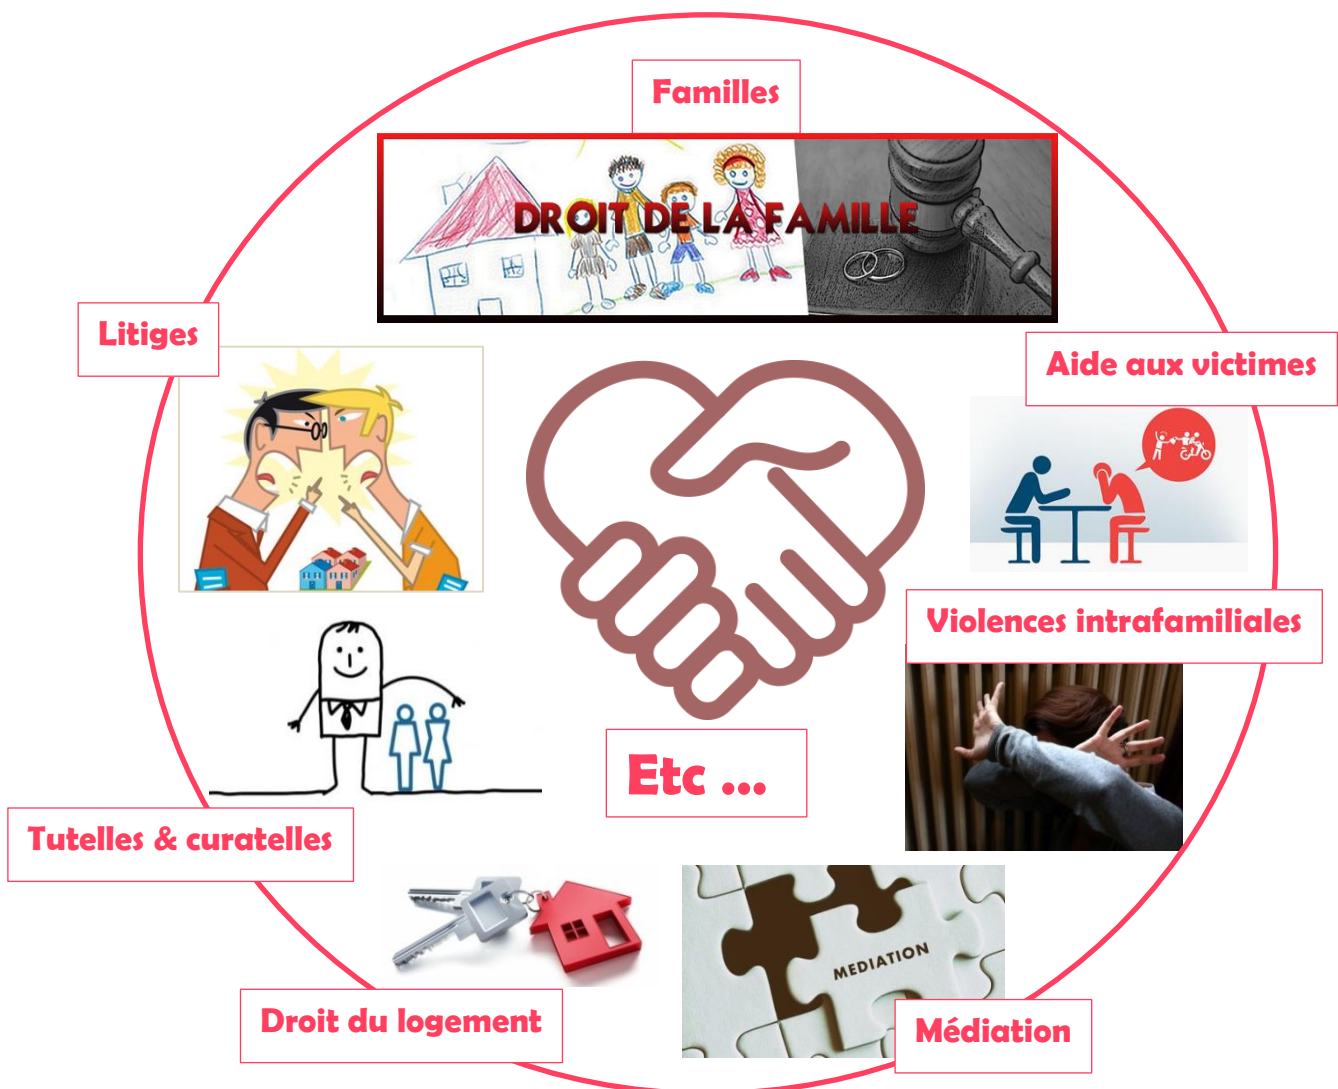 Familles
DROIT DE LA FAMILLE
Litiges
Aide aux victimes
Violences intrafamiliales
Etc ...
Tutelles & curatelles
MEDIATION
Droit du logement
Médiation